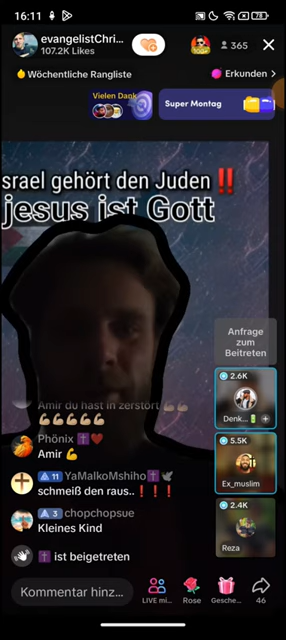 16:11
78
evangelistChri...
107.2K Likes
365
Wöchentliche Rangliste
Erkunden
Vielen Dank
Super Montag
srael gehört den Juden‼️
jesus ist Gott
Anfrage
zum
Beitreten
2.6K
Denk...
Amir du hast in zerstört 💪🏼💪🏼
💪🏼💪🏼💪🏼💪🏼💪🏼
Phönix ✝️❤️
Amir 💪
5.5K
Ex_muslim
11 YaMalkoMshiho✝️🕊️
schmeiß den raus..❗❗❗
2.4K
Reza
3 chopchopsue
Kleines Kind
✝️ ist beigetreten
Kommentar hinz...
LIVE mi...
Rose
Gesche...
46